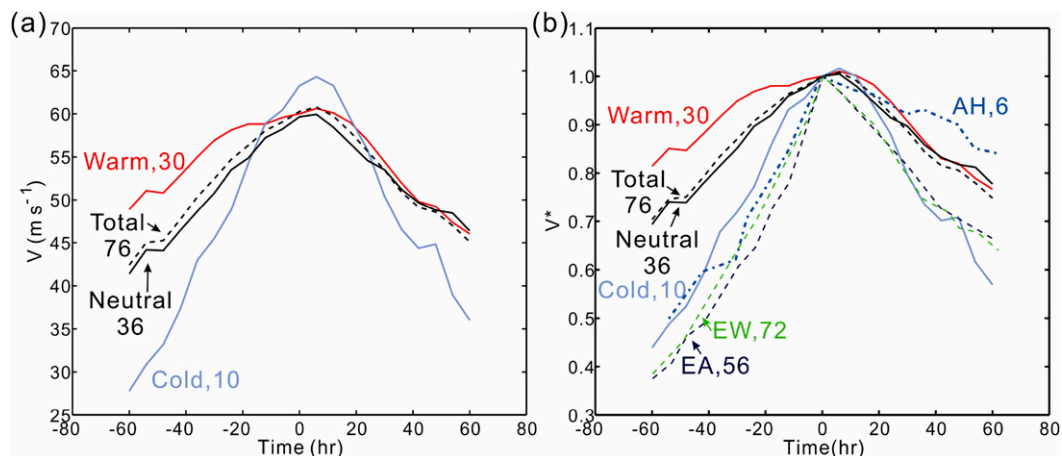 (a)
70
65
60
55
50
45
40
35
30
25
V (m s⁻¹)
Warm,30
Total
76
Neutral
36
Cold,10
-80 -60 -40 -20 0 20 40 60 80
Time (hr)
(b)
1.1
1.0
0.9
0.8
0.7
0.6
0.5
0.4
0.3
V*
Warm,30
AH,6
Total
76
Neutral
36
Cold,10
EW,72
EA,56
-80 -60 -40 -20 0 20 40 60 80
Time(hr)